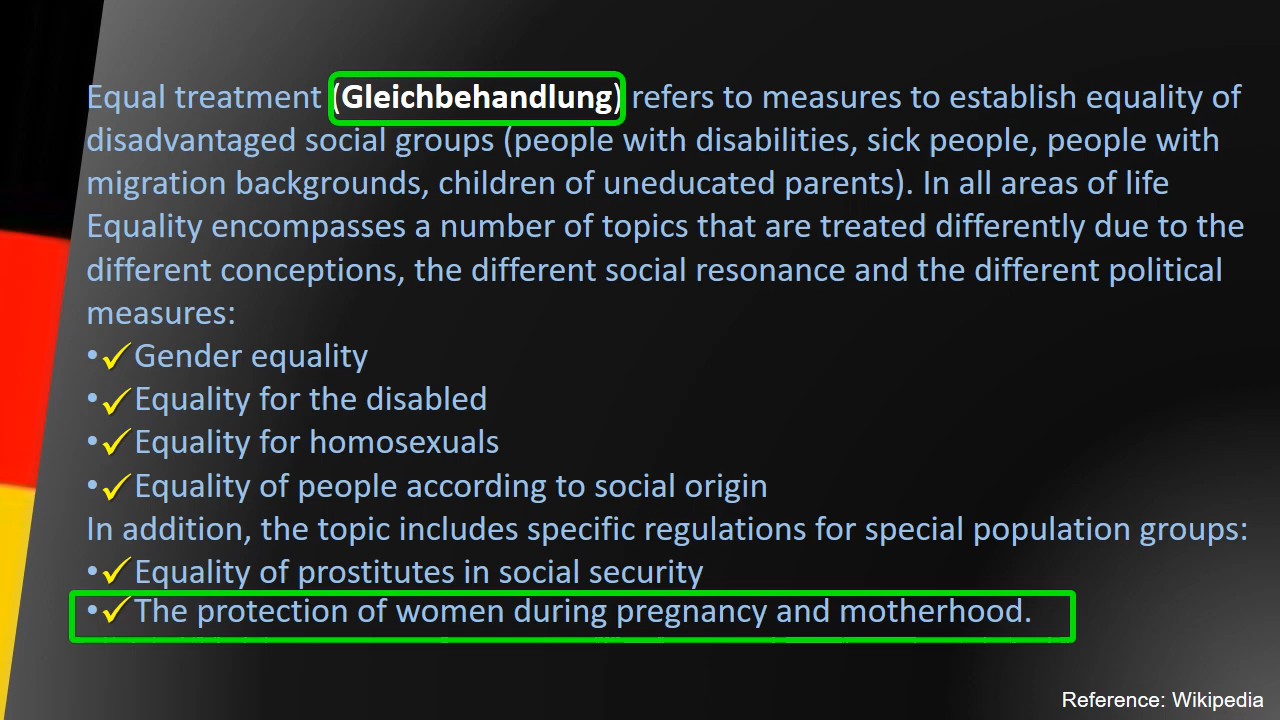 Equal treatment (Gleichbehandlung) refers to measures to establish equality of
disadvantaged social groups (people with disabilities, sick people, people with
migration backgrounds, children of uneducated parents). In all areas of life
Equality encompasses a number of topics that are treated differently due to the
different conceptions, the different social resonance and the different political
measures:
•✓Gender equality
•✓Equality for the disabled
•✓Equality for homosexuals
•✓Equality of people according to social origin
In addition, the topic includes specific regulations for special population groups:
•✓Equality of prostitutes in social security
•✓The protection of women during pregnancy and motherhood.
Reference: Wikipedia